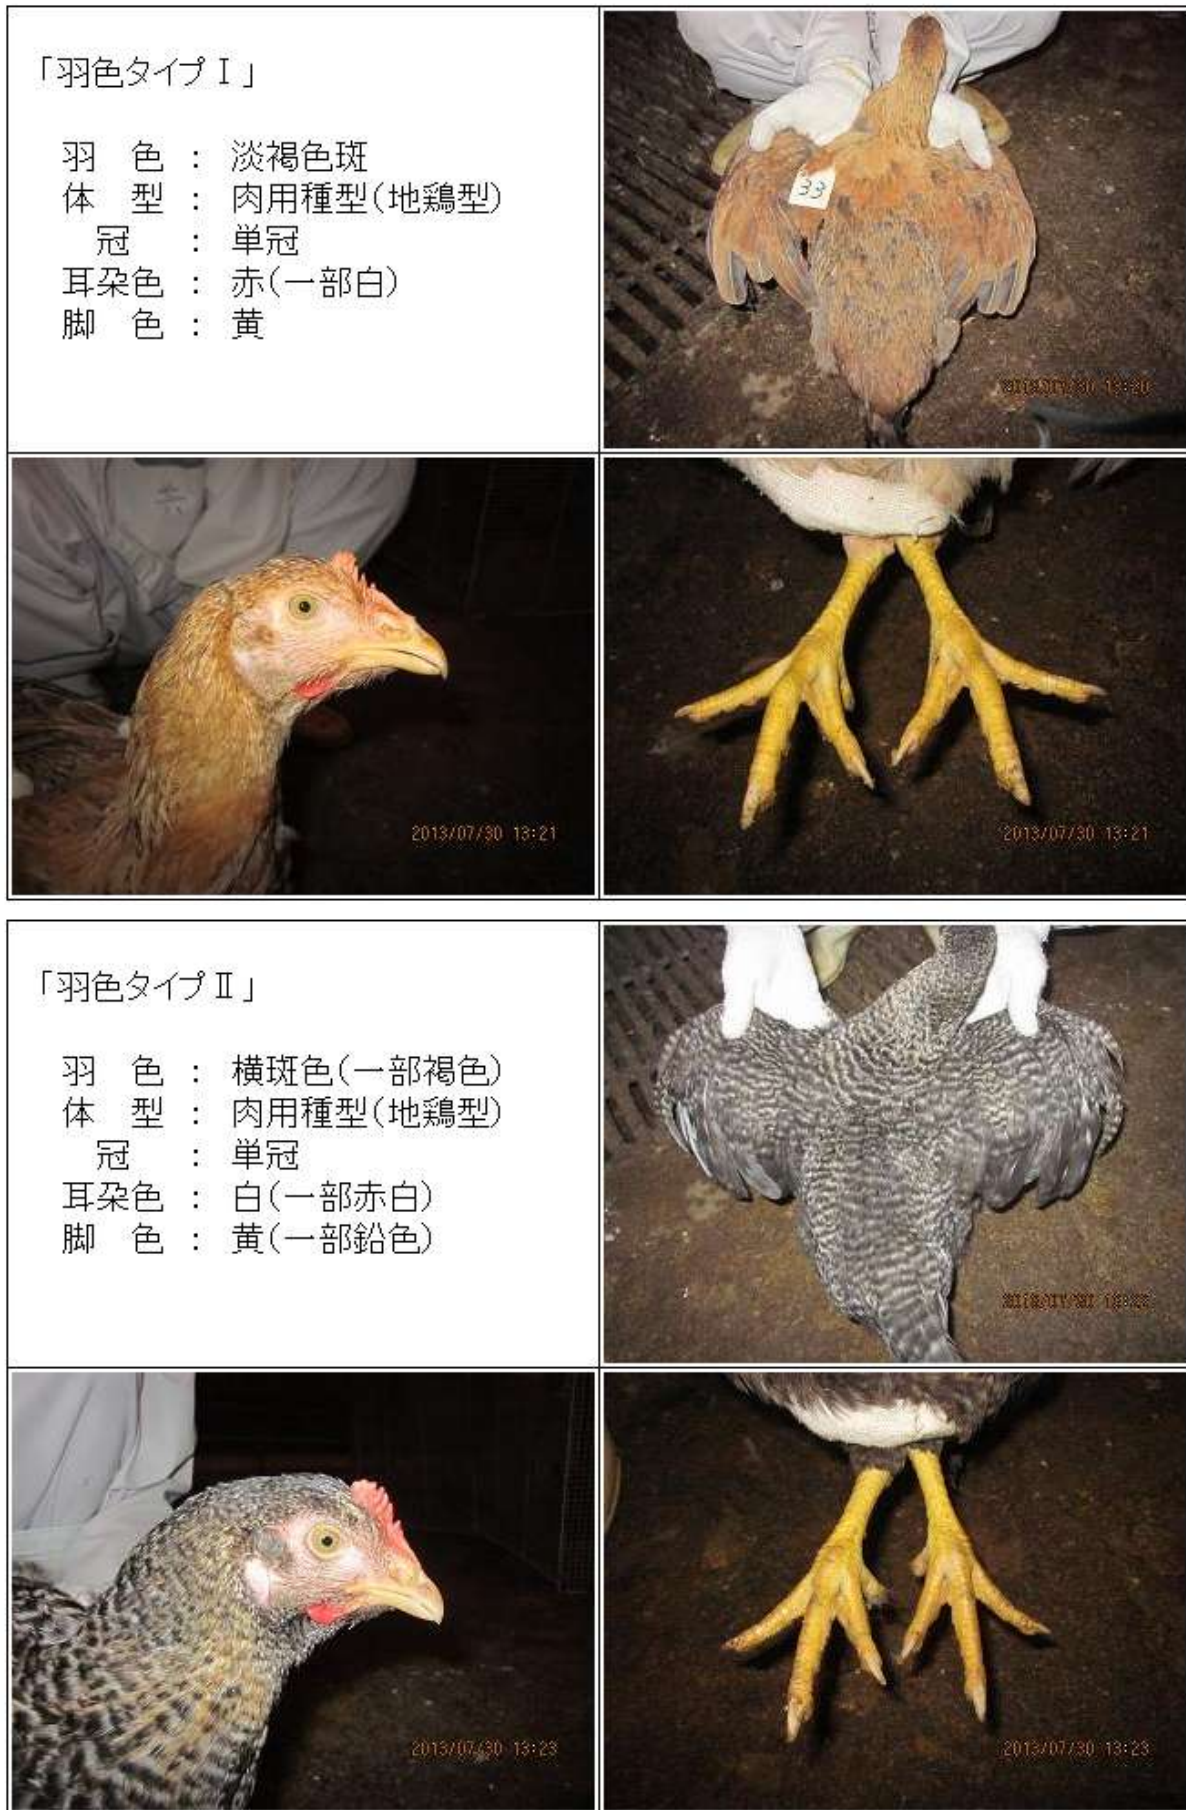 「羽色タイプⅠ」
羽 色 : 淡褐色斑
体 型 : 肉用種型(地鶏型)
冠 : 単冠
耳朶色 : 赤(一部白)
脚 色 : 黄
33
2013/07/30 13:20
2013/07/30 13:21
2013/07/30 13:21
「羽色タイプⅡ」
羽 色 : 横斑色(一部褐色)
体 型 : 肉用種型(地鶏型)
冠 : 単冠
耳朶色 : 白(一部赤白)
脚 色 : 黄(一部鉛色)
2013/07/30 13:23
2013/07/30 13:23